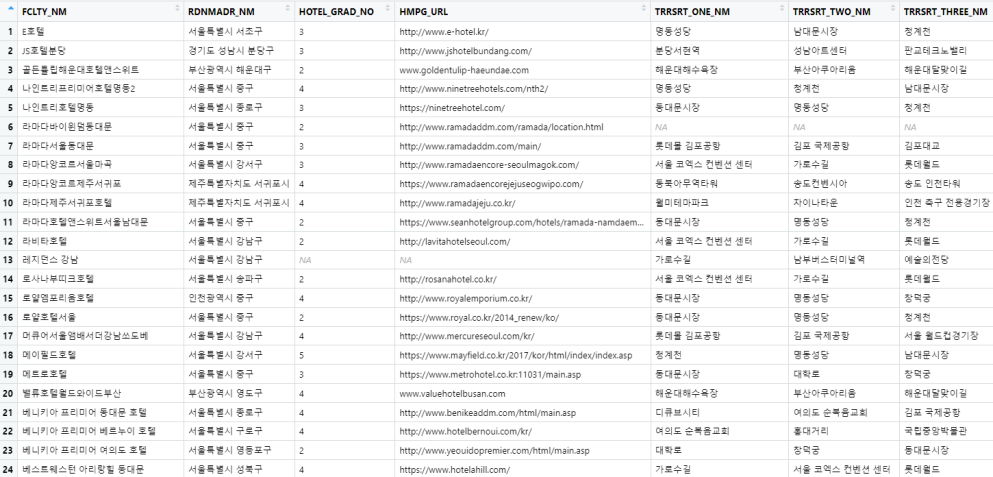 FCLTY_NM RDNMADR_NM HOTEL_GRAD_NO HMPG_URL TRRSRT_ONE_NM TRRSRT_TWO_NM TRRSRT_THREE_NM
1 E호텔 서울특별시 서초구 3 http://www.e-hotel.kr/ 명동성당 남대문시장 청계천
2 JS호텔분당 경기도 성남시 분당구 3 http://www.jshotelbundang.com/ 분당서현역 성남아트센터 판교테크노밸리
3 골든튤립해운대호텔앤스위트 부산광역시 해운대구 2 www.goldentulip-haeundae.com 해운대해수욕장 부산아쿠아리움 해운대달맞이길
4 나인트리프리미어호텔명동2 서울특별시 중구 4 http://www.ninetreehotels.com/nth2/ 명동성당 청계천 남대문시장
5 나인트리호텔명동 서울특별시 종로구 3 https://ninetreehotel.com/ 동대문시장 명동성당 청계천
6 라마다바이윈덤동대문 서울특별시 중구 2 http://www.ramadaddm.com/ramada/location.html NA NA NA
7 라마다서울동대문 서울특별시 중구 3 http://www.ramadaddm.com/main/ 롯데몰 김포공항 김포 국제공항 김포대교
8 라마다앙코르서울마곡 서울특별시 강서구 3 http://www.ramadaencore-seoulmagok.com/ 서울 코엑스 컨벤션 센터 가로수길 롯데월드
9 라마다앙코르제주서귀포 제주특별자치도 서귀포시 4 https://www.ramadaencorejejuseogwipo.com/ 동북아무역타워 송도컨벤시아 송도 인천타워
10 라마다제주서귀포호텔 제주특별자치도 서귀포시 4 http://www.ramadajeju.co.kr/ 월미테마파크 차이나타운 인천 축구 전용경기장
11 라마다호텔앤스위트서울남대문 서울특별시 중구 2 https://www.seanhotelgroup.com/hotels/ramada-namdaem... 동대문시장 명동성당 청계천
12 라비타호텔 서울특별시 강남구 2 http://lavitahotelseoul.com/ 서울 코엑스 컨벤션 센터 가로수길 롯데월드
13 레지던스 강남 서울특별시 강남구 NA NA 가로수길 남부버스터미널역 예술의전당
14 로사나부띠크호텔 서울특별시 송파구 2 http://rosanahotel.co.kr/ 서울 코엑스 컨벤션 센터 가로수길 롯데월드
15 로얄엠포리움호텔 인천광역시 중구 4 http://www.royalemporium.co.kr/ 동대문시장 명동성당 창덕궁
16 로얄호텔서울 서울특별시 중구 2 https://www.royal.co.kr/2014_renew/ko/ 동대문시장 명동성당 청계천
17 머큐어서울앰배서더강남쏘도베 서울특별시 강남구 4 http://www.mercureseoul.com/kr/ 롯데몰 김포공항 김포 국제공항 서울 월드컵경기장
18 메이필드호텔 서울특별시 강서구 5 https://www.mayfield.co.kr/2017/kor/html/index/index.asp 청계천 명동성당 남대문시장
19 메트로호텔 서울특별시 중구 3 https://www.metrohotel.co.kr:11031/main.asp 동대문시장 대학로 창덕궁
20 밸류호텔월드와이드부산 부산광역시 영도구 4 www.valuehotelbusan.com 해운대해수욕장 부산아쿠아리움 해운대달맞이길
21 베니키아 프리미어 동대문 호텔 서울특별시 종로구 4 http://www.benikeaddm.com/html/main.asp 디큐브시티 여의도 순복음교회 김포 국제공항
22 베니키아 프리미어 베르누이 호텔 서울특별시 구로구 4 http://www.hotelbernoui.com/kr/ 여의도 순복음교회 홍대거리 국립중앙박물관
23 베니키아 프리미어 여의도 호텔 서울특별시 영등포구 2 http://www.yeouidopremier.com/html/main.asp 대학로 창덕궁 동대문시장
24 베스트웨스턴 아리랑힐 동대문 서울특별시 성북구 4 https://www.hotelahill.com/ 가로수길 서울 코엑스 컨벤션 센터 롯데월드